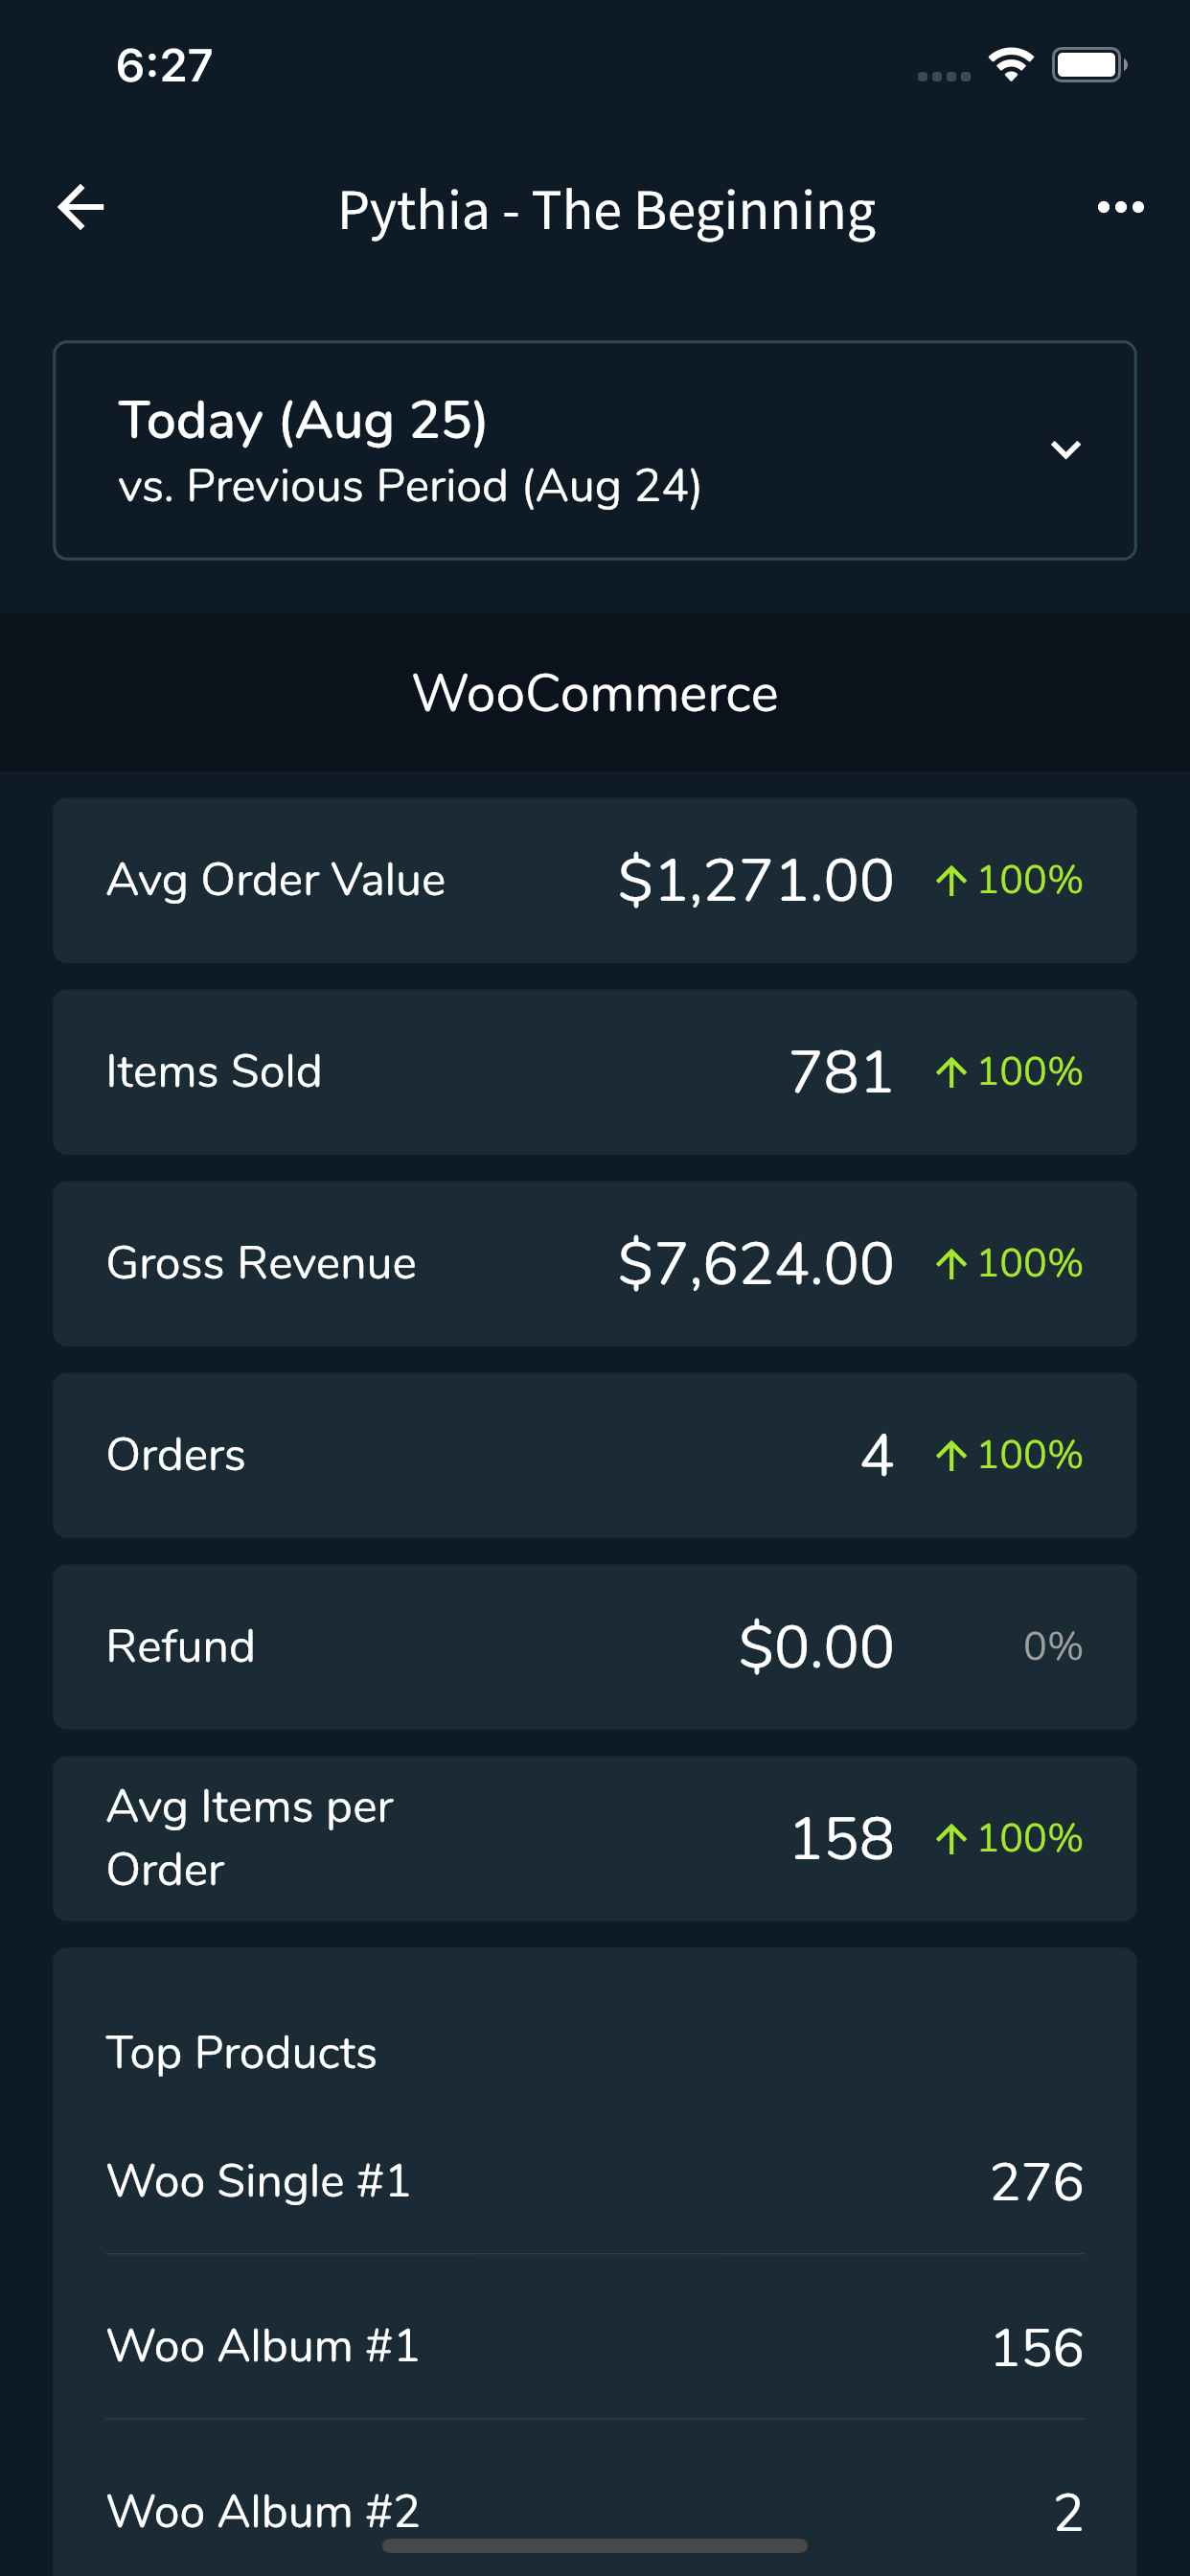 6:27
Pythia - The Beginning
Today (Aug 25)
vs. Previous Period (Aug 24)
WooCommerce
Avg Order Value $1,271.00 ↑ 100%
Items Sold 781 ↑ 100%
Gross Revenue $7,624.00 ↑ 100%
Orders 4 ↑ 100%
Refund $0.00 0%
Avg Items per
Order 158 ↑ 100%
Top Products
Woo Single #1 276
Woo Album #1 156
Woo Album #2 2